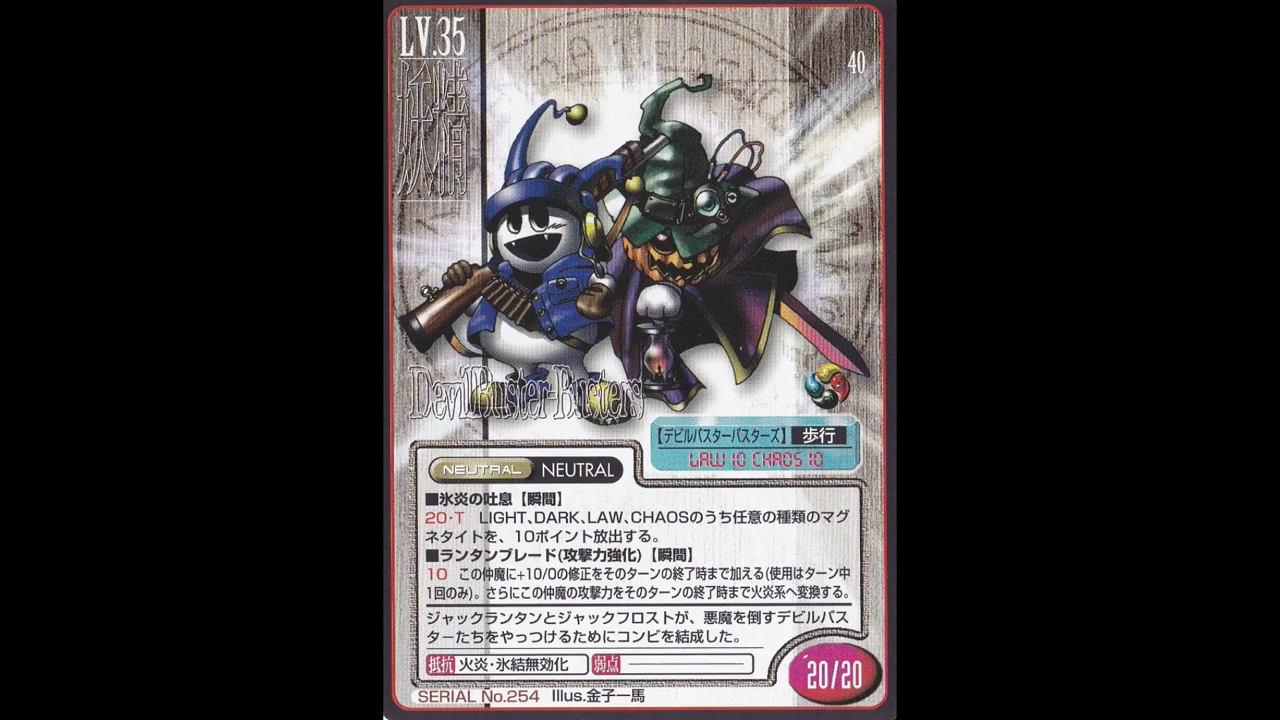 LV.35
40
妖精
Devil Buster-Busters
【デビルバスターバスターズ】 歩行
LAW 10 CHAOS 10
NEUTRAL NEUTRAL
■氷炎の吐息【瞬間】
20・T LIGHT、DARK、LAW、CHAOSのうち任意の種類のマグ
ネタイトを、10ポイント放出する。
■ランタンブレード(攻撃力強化)【瞬間】
10 この仲魔に+10/0の修正をそのターンの終了時まで加える(使用はターン中
1回のみ)。さらにこの仲魔の攻撃力をそのターンの終了時まで火炎系へ変換する。
ジャックランタンとジャックフロストが、悪魔を倒すデビルバス
ターたちをやっつけるためにコンビを結成した。
抵抗 火炎・氷結無効化 弱点
20/20
SERIAL No.254 Illus.金子一馬